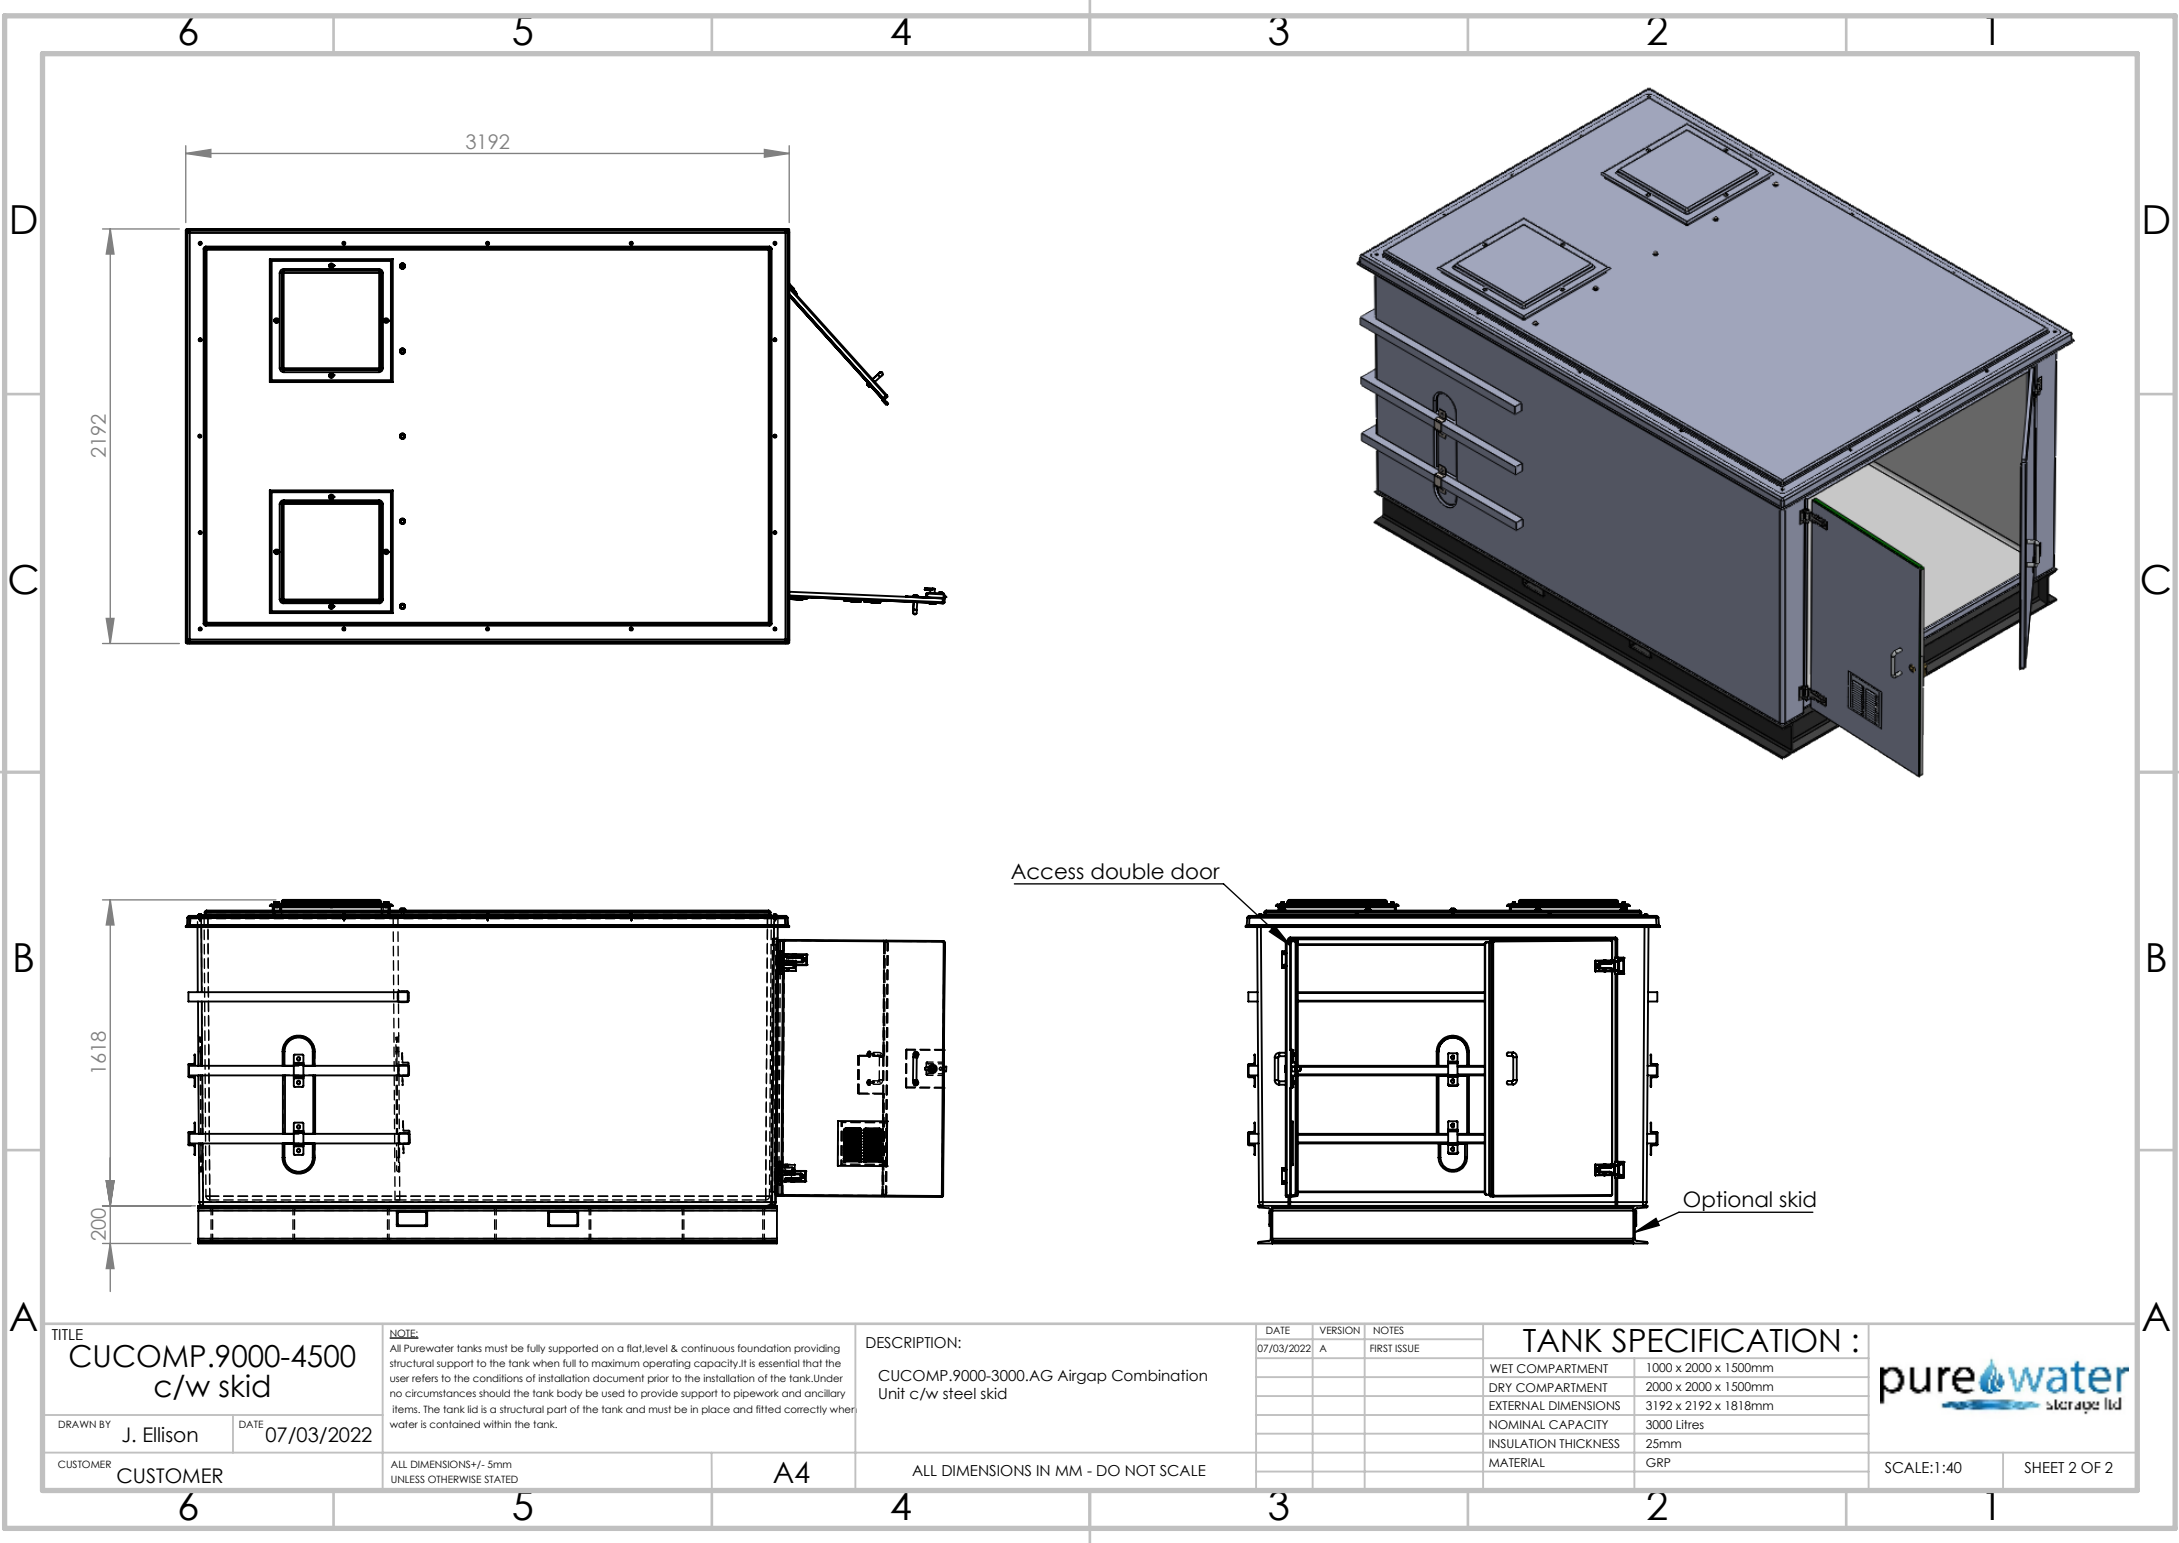 6 5 4 3 2 1
D D
C C
B B
A A
3192
2192
1618
200
Access double door
Optional skid
TITLE
CUCOMP.9000-4500
c/w skid
DRAWN BY J. Ellison
DATE 07/03/2022
CUSTOMER CUSTOMER
NOTE:
All Purewater tanks must be fully supported on a flat,level & continuous foundation providing
structural support to the tank when full to maximum operating capacity.It is essential that the
user refers to the conditions of installation document prior to the installation of the tank.Under
no circumstances should the tank body be used to provide support to pipework and ancillary
items. The tank lid is a structural part of the tank and must be in place and fitted correctly when
water is contained within the tank.
ALL DIMENSIONS+/- 5mm
UNLESS OTHERWISE STATED
A4
DESCRIPTION:
CUCOMP.9000-3000.AG Airgap Combination
Unit c/w steel skid
ALL DIMENSIONS IN MM - DO NOT SCALE
DATE VERSION NOTES
07/03/2022 A FIRST ISSUE
TANK SPECIFICATION :
WET COMPARTMENT 1000 x 2000 x 1500mm
DRY COMPARTMENT 2000 x 2000 x 1500mm
EXTERNAL DIMENSIONS 3192 x 2192 x 1818mm
NOMINAL CAPACITY 3000 Litres
INSULATION THICKNESS 25mm
MATERIAL GRP
pure water
storage ltd
SCALE:1:40
SHEET 2 OF 2
6 5 4 3 2 1